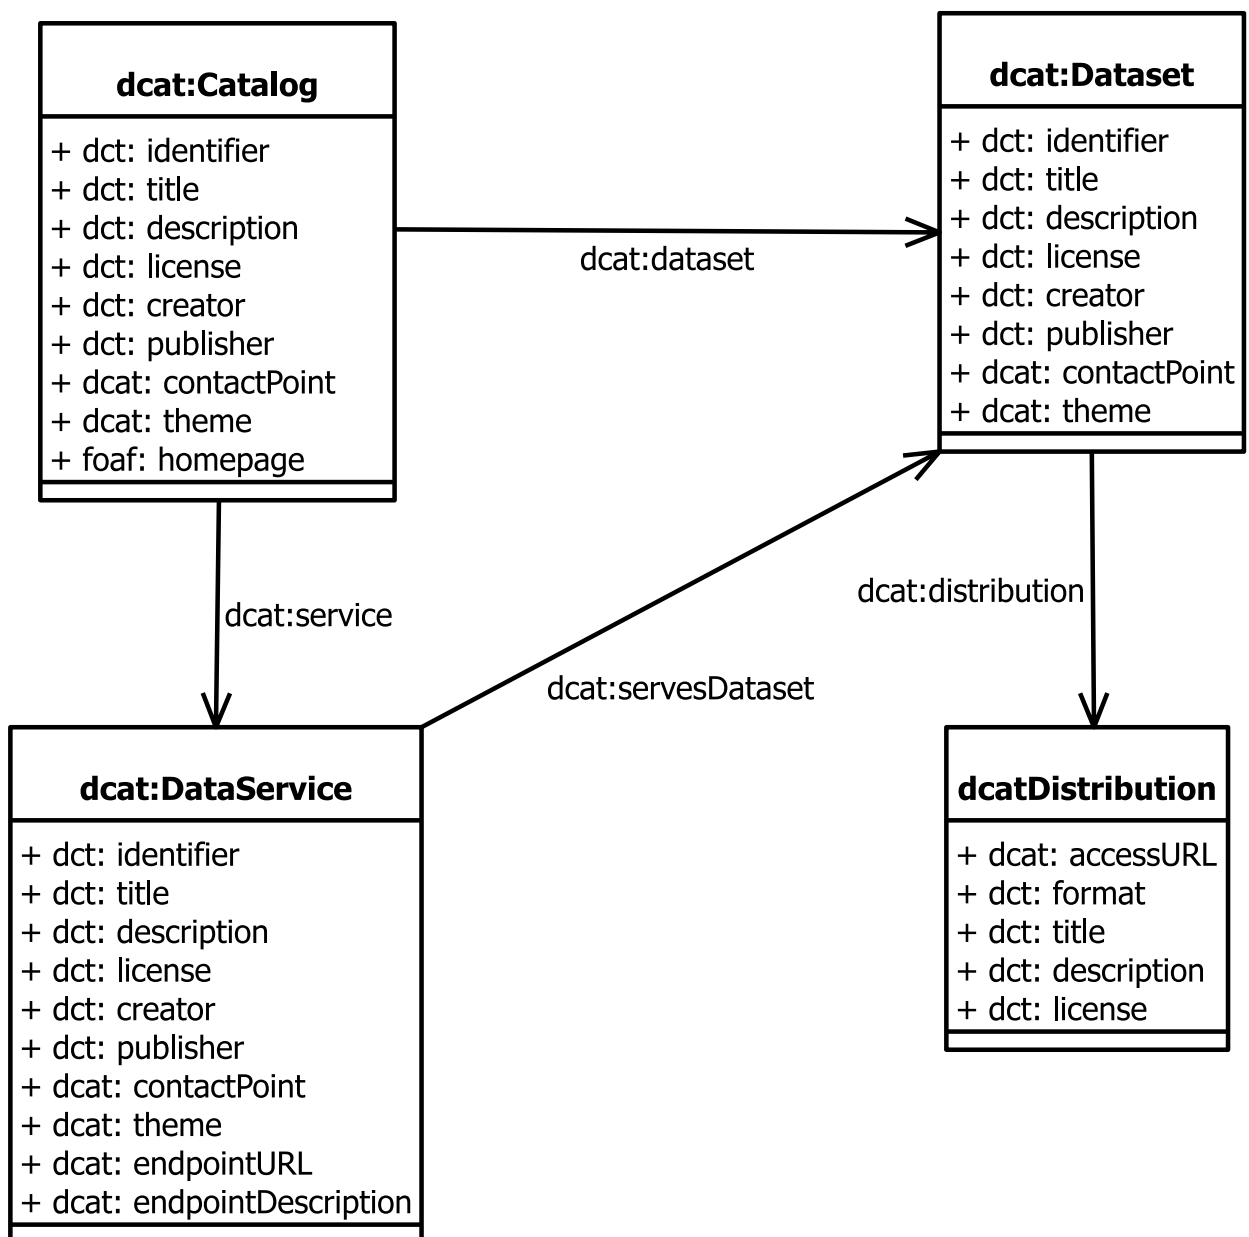 dcat:Catalog
+ dct: identifier
+ dct: title
+ dct: description
+ dct: license
+ dct: creator
+ dct: publisher
+ dcat: contactPoint
+ dcat: theme
+ foaf: homepage
dcat:dataset
dcat:Dataset
+ dct: identifier
+ dct: title
+ dct: description
+ dct: license
+ dct: creator
+ dct: publisher
+ dcat: contactPoint
+ dcat: theme
dcat:service
dcat:servesDataset
dcat:distribution
dcat:DataService
+ dct: identifier
+ dct: title
+ dct: description
+ dct: license
+ dct: creator
+ dct: publisher
+ dcat: contactPoint
+ dcat: theme
+ dcat: endpointURL
+ dcat: endpointDescription
dcatDistribution
+ dcat: accessURL
+ dct: format
+ dct: title
+ dct: description
+ dct: license